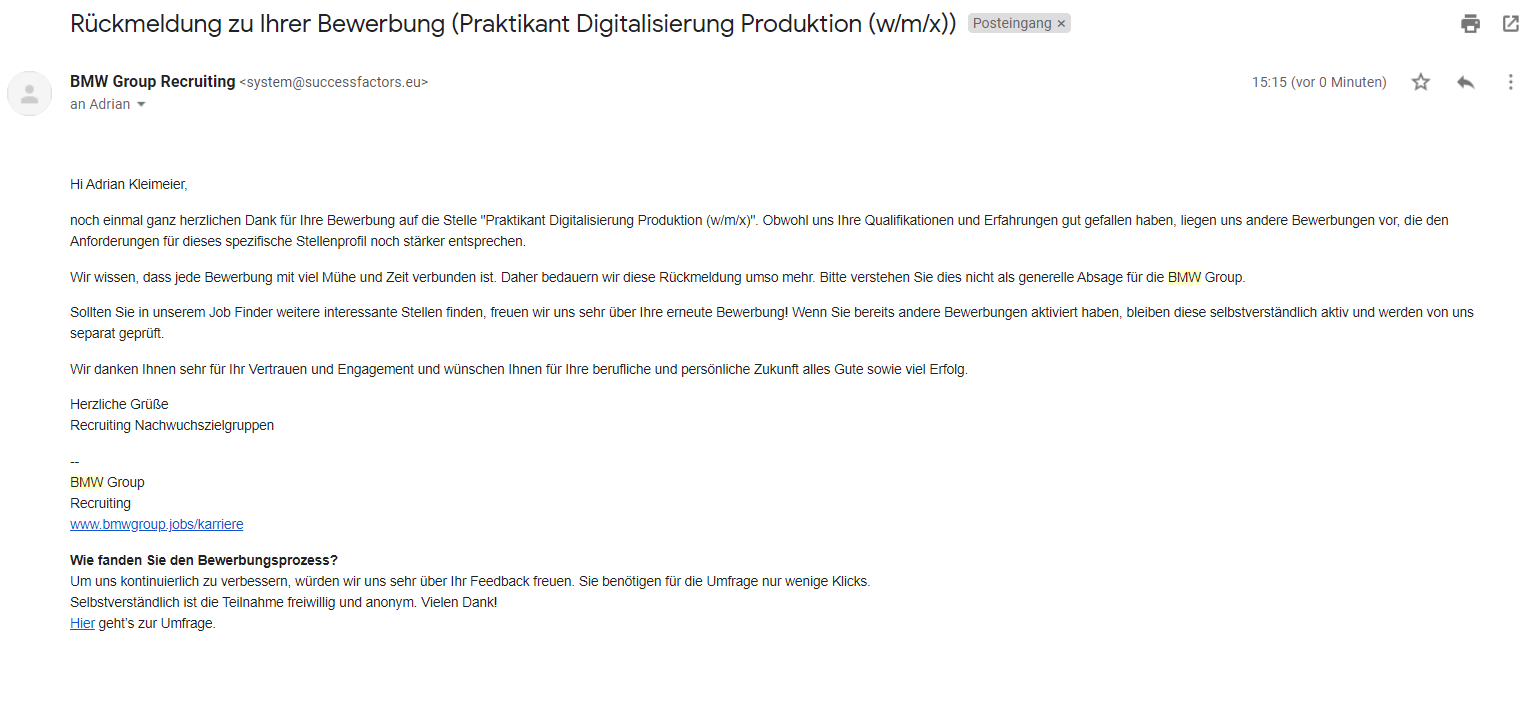 Rückmeldung zu Ihrer Bewerbung (Praktikant Digitalisierung Produktion (w/m/x)) Posteingang ×
BMW Group Recruiting <system@successfactors.eu> 15:15 (vor 0 Minuten)
an Adrian
Hi Adrian Kleimeier,
noch einmal ganz herzlichen Dank für Ihre Bewerbung auf die Stelle "Praktikant Digitalisierung Produktion (w/m/x)". Obwohl uns Ihre Qualifikationen und Erfahrungen gut gefallen haben, liegen uns andere Bewerbungen vor, die den
Anforderungen für dieses spezifische Stellenprofil noch stärker entsprechen.
Wir wissen, dass jede Bewerbung mit viel Mühe und Zeit verbunden ist. Daher bedauern wir diese Rückmeldung umso mehr. Bitte verstehen Sie dies nicht als generelle Absage für die BMW Group.
Sollten Sie in unserem Job Finder weitere interessante Stellen finden, freuen wir uns sehr über Ihre erneute Bewerbung! Wenn Sie bereits andere Bewerbungen aktiviert haben, bleiben diese selbstverständlich aktiv und werden von uns
separat geprüft.
Wir danken Ihnen sehr für Ihr Vertrauen und Engagement und wünschen Ihnen für Ihre berufliche und persönliche Zukunft alles Gute sowie viel Erfolg.
Herzliche Grüße
Recruiting Nachwuchszielgruppen
--
BMW Group
Recruiting
www.bmwgroup.jobs/karriere
Wie fanden Sie den Bewerbungsprozess?
Um uns kontinuierlich zu verbessern, würden wir uns sehr über Ihr Feedback freuen. Sie benötigen für die Umfrage nur wenige Klicks.
Selbstverständlich ist die Teilnahme freiwillig und anonym. Vielen Dank!
Hier geht's zur Umfrage.